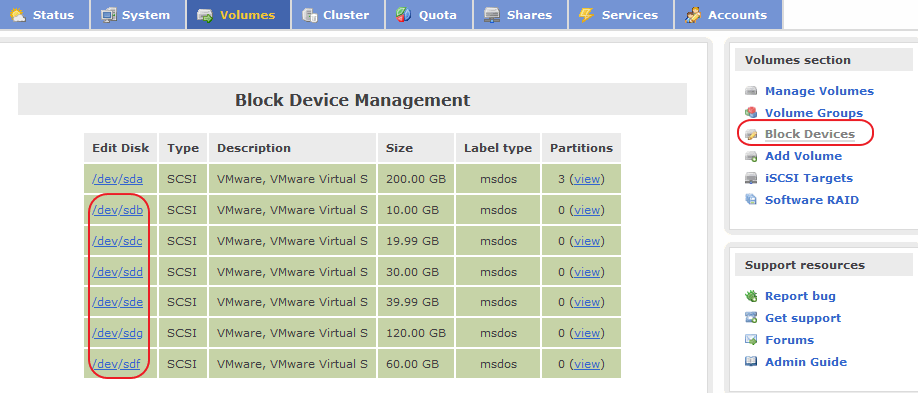 Status System Volumes Cluster Quota Shares Services Accounts
Block Device Management
Edit Disk Type Description Size Label type Partitions
/dev/sda SCSI VMware, VMware Virtual S 200.00 GB msdos 3 (view)
/dev/sdb SCSI VMware, VMware Virtual S 10.00 GB msdos 0 (view)
/dev/sdc SCSI VMware, VMware Virtual S 19.99 GB msdos 0 (view)
/dev/sdd SCSI VMware, VMware Virtual S 30.00 GB msdos 0 (view)
/dev/sde SCSI VMware, VMware Virtual S 39.99 GB msdos 0 (view)
/dev/sdg SCSI VMware, VMware Virtual S 120.00 GB msdos 0 (view)
/dev/sdf SCSI VMware, VMware Virtual S 60.00 GB msdos 0 (view)
Volumes section
Manage Volumes
Volume Groups
Block Devices
Add Volume
iSCSI Targets
Software RAID
Support resources
Report bug
Get support
Forums
Admin Guide